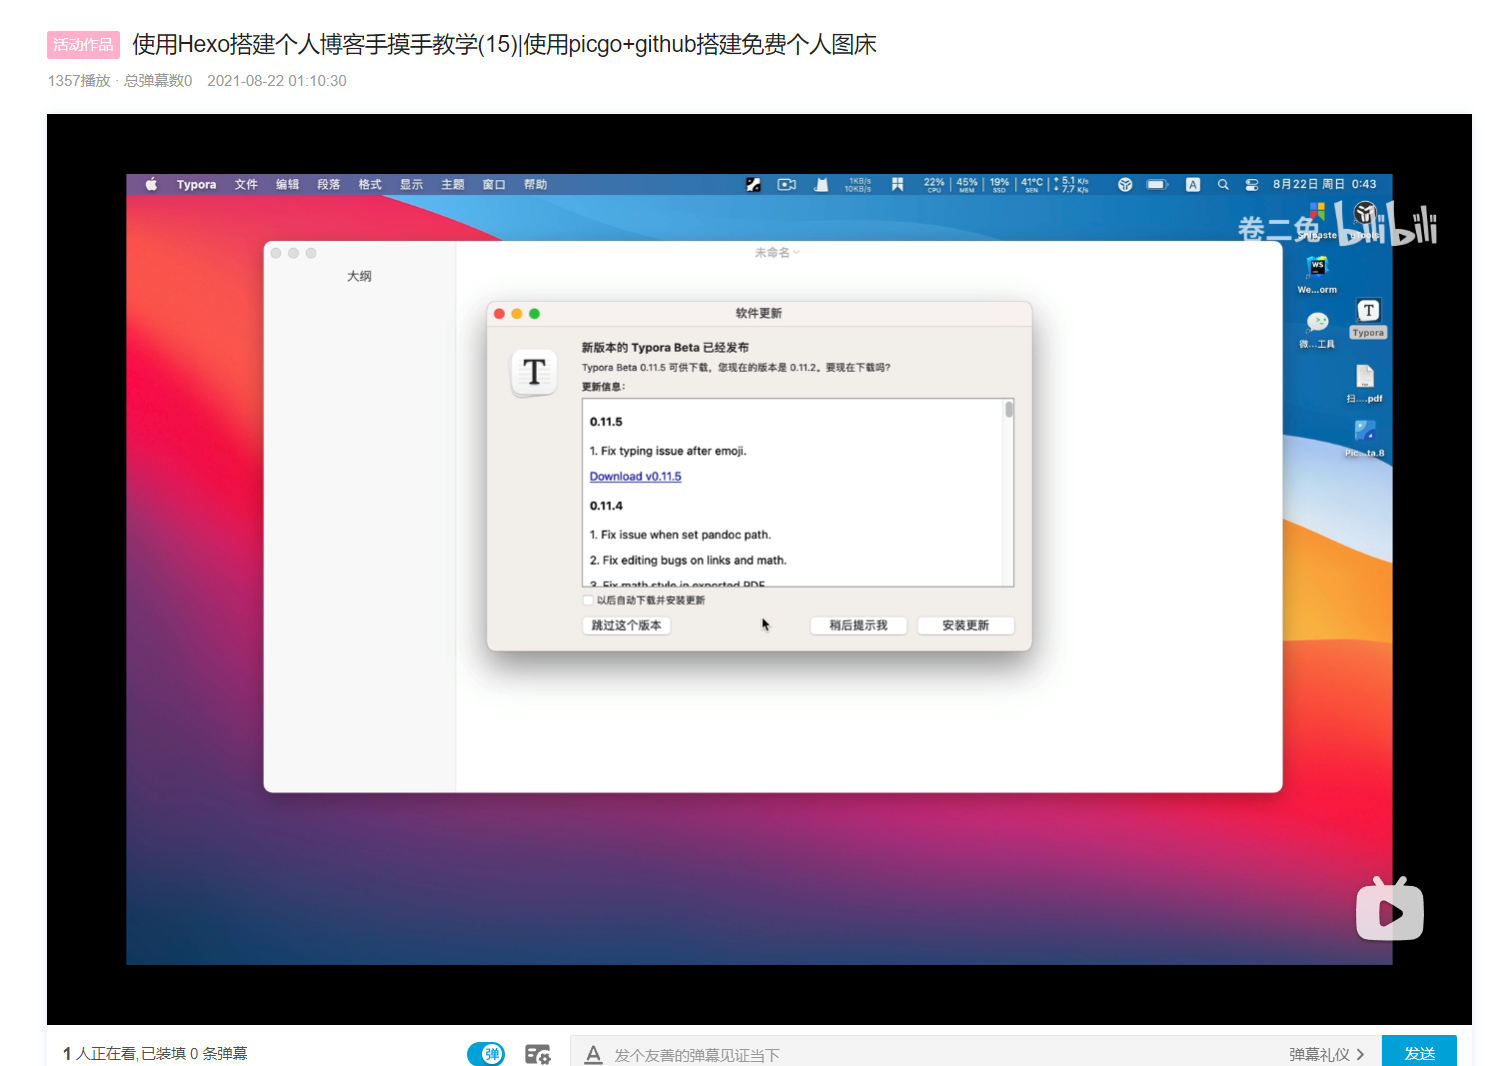 活动作品 使用Hexo搭建个人博客手摸手教学(15)|使用picgo+github搭建免费个人图床
1357播放 · 总弹幕数0 2021-08-22 01:10:30
Typora 文件 编辑 段落 格式 显示 主题 窗口 帮助 1KB/s 10KB/s 22% CPU 45% MEM 19% SSD 41°C SEN 5.1 K/s 7.7 K/s A 8月22日 周日 0:43
卷二兔 bilibili
未命名
大纲
WS
We...orm
T
Typora
微...工具
扫....pdf
Pic...ta.8
软件更新
T
新版本的 Typora Beta 已经发布
Typora Beta 0.11.5 可供下载，您现在的版本是 0.11.2。要现在下载吗？
更新信息：
0.11.5
1. Fix typing issue after emoji.
Download v0.11.5
0.11.4
1. Fix issue when set pandoc path.
2. Fix editing bugs on links and math.
3. Fix math style in exported PDF
以后自动下载并安装更新
跳过这个版本 稍后提示我 安装更新
1 人正在看,已装填 0 条弹幕 弹 A 发个友善的弹幕见证当下 弹幕礼仪 发送